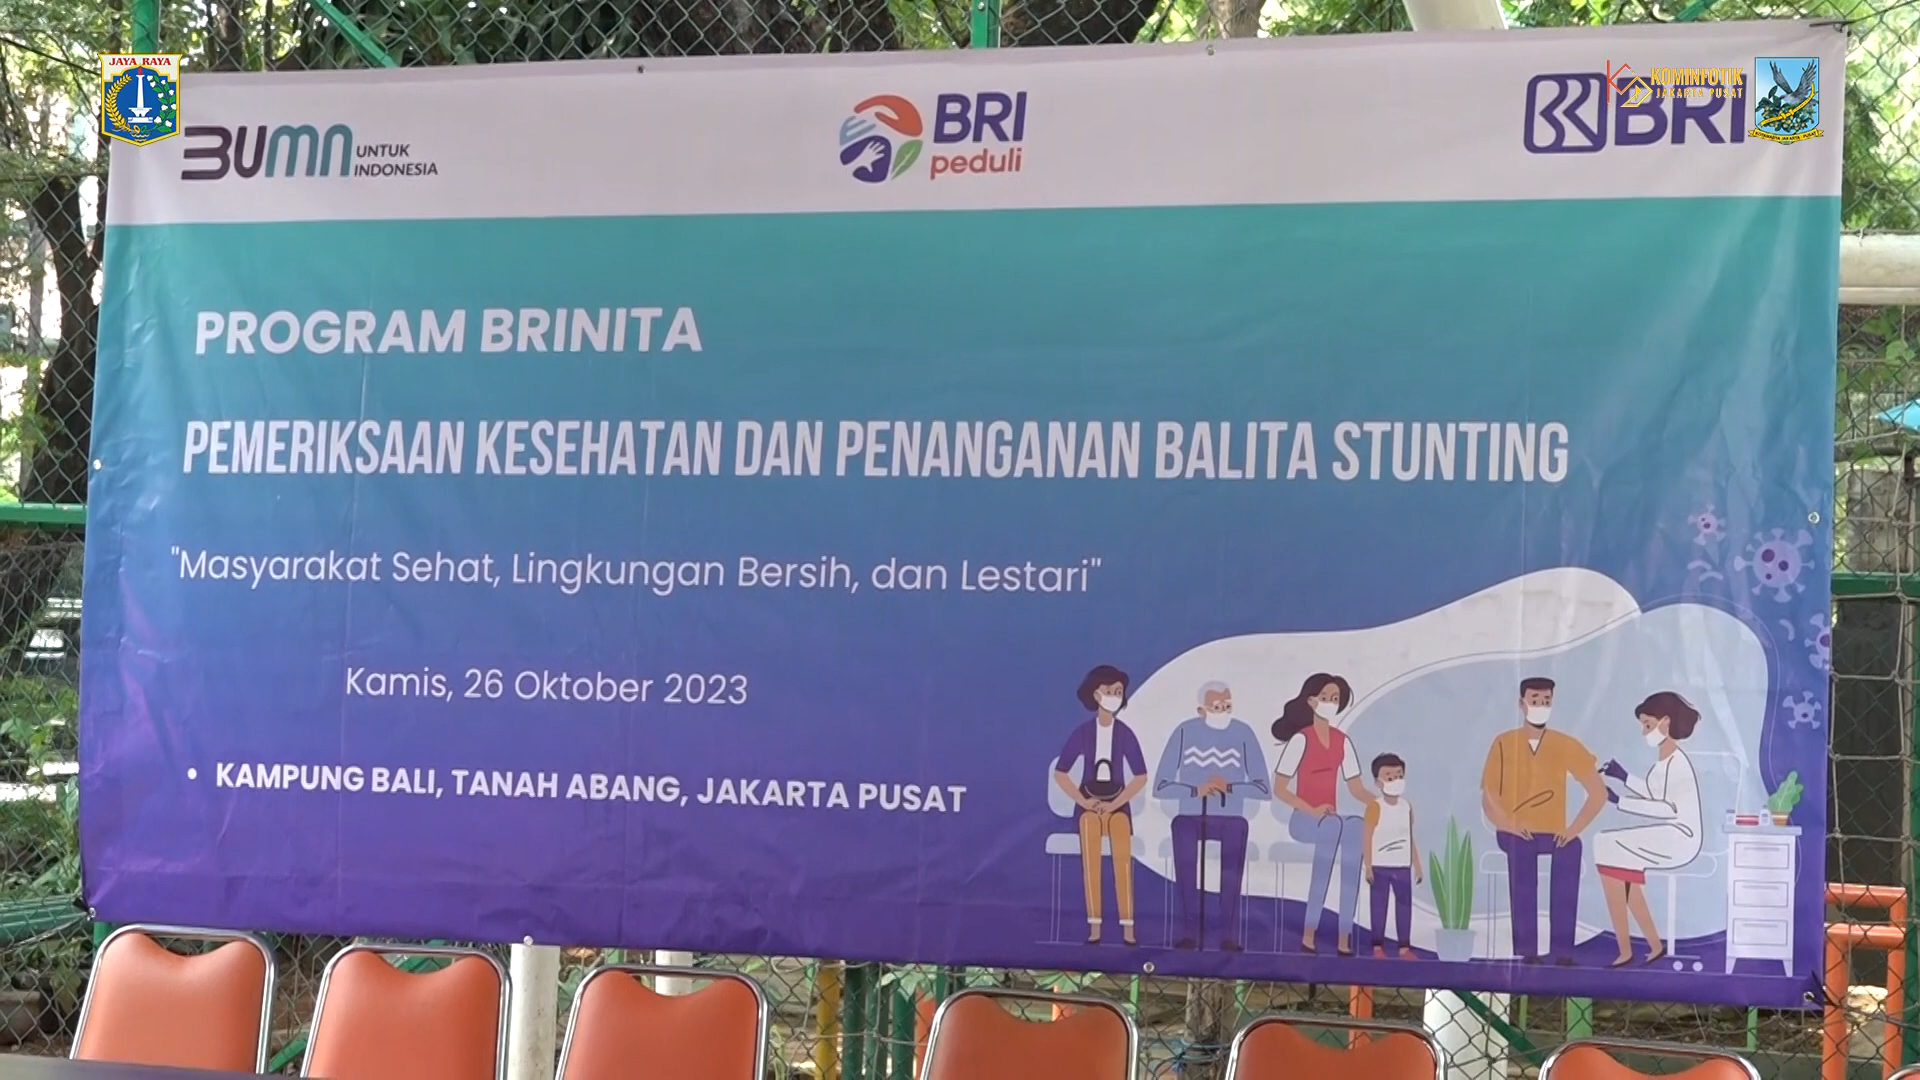 JAYA RAYA
BUMN UNTUK INDONESIA
BRI peduli
BRI
KOMINFOTIK
JAKARTA PUSAT
PROGRAM BRINITA
PEMERIKSAAN KESEHATAN DAN PENANGANAN BALITA STUNTING
"Masyarakat Sehat, Lingkungan Bersih, dan Lestari"
Kamis, 26 Oktober 2023
• KAMPUNG BALI, TANAH ABANG, JAKARTA PUSAT